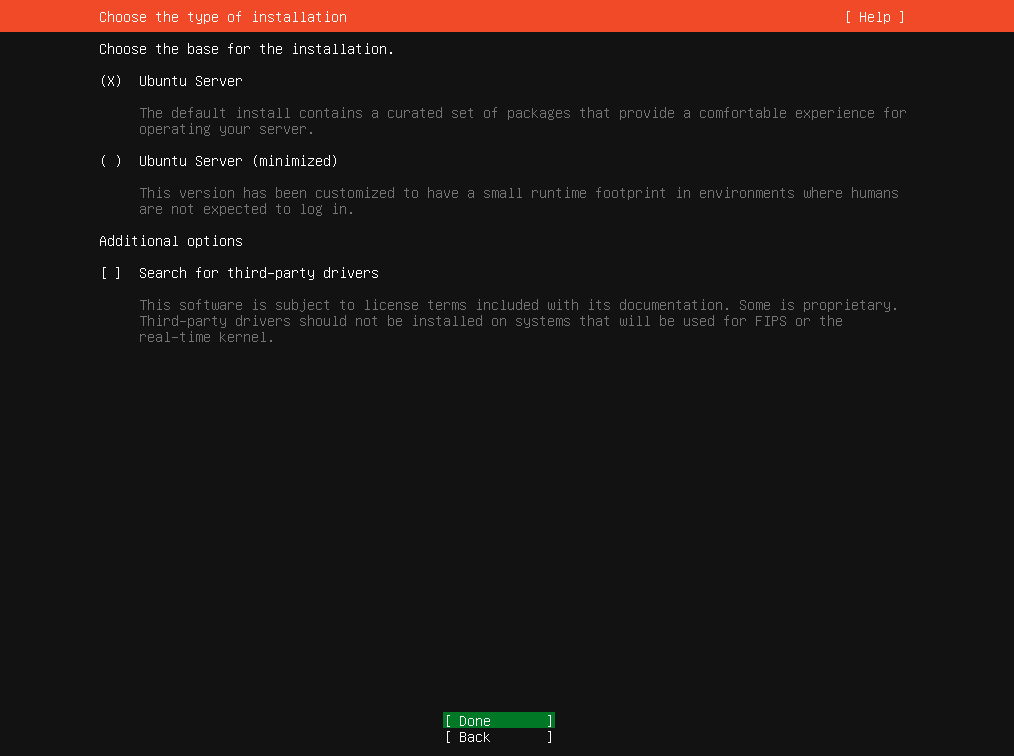 Choose the type of installation [ Help ]
Choose the base for the installation.
(X) Ubuntu Server
The default install contains a curated set of packages that provide a comfortable experience for
operating your server.
( ) Ubuntu Server (minimized)
This version has been customized to have a small runtime footprint in environments where humans
are not expected to log in.
Additional options
[ ] Search for third-party drivers
This software is subject to license terms included with its documentation. Some is proprietary.
Third-party drivers should not be installed on systems that will be used for FIPS or the
real-time kernel.
[ Done ]
[ Back ]